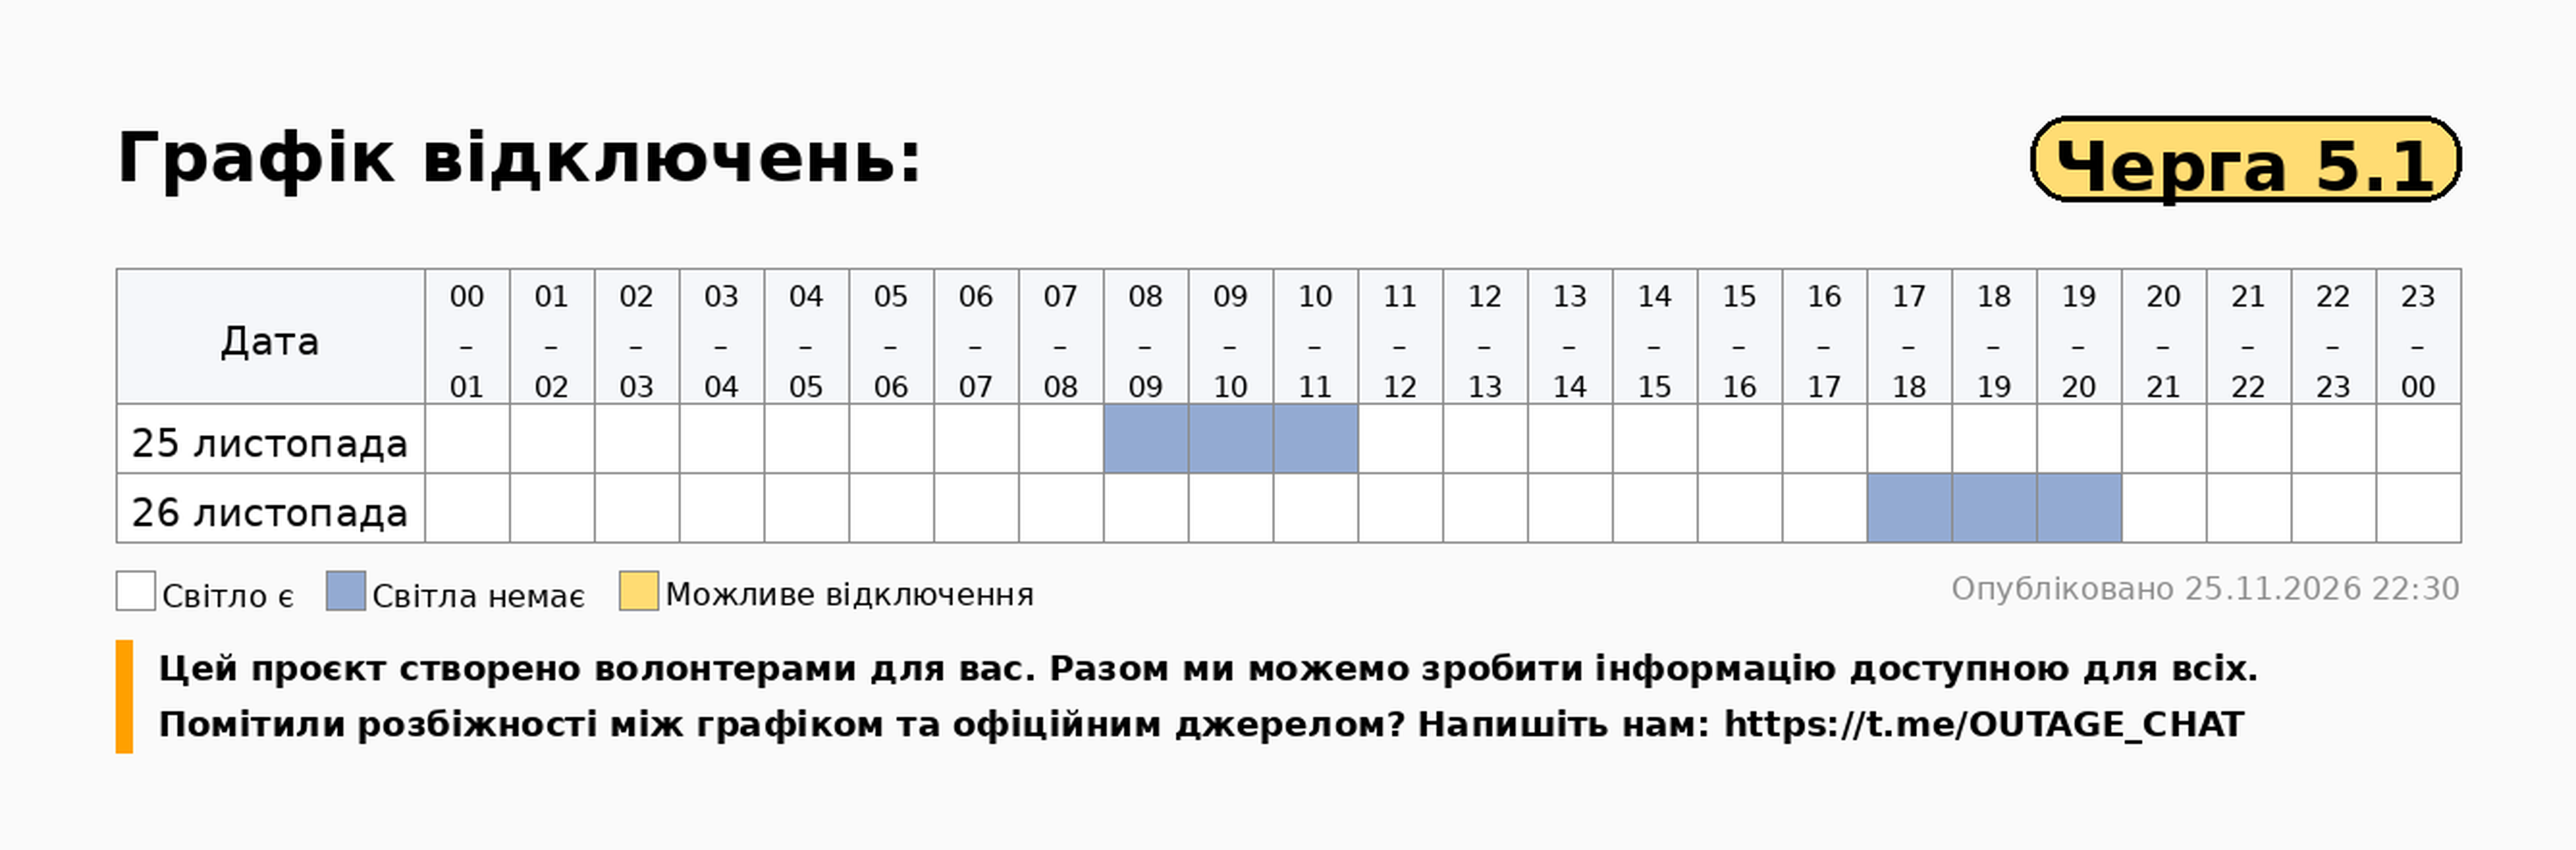 Графік відключень:
Черга 5.1
Дата
00 – 01
01 – 02
02 – 03
03 – 04
04 – 05
05 – 06
06 – 07
07 – 08
08 – 09
09 – 10
10 – 11
11 – 12
12 – 13
13 – 14
14 – 15
15 – 16
16 – 17
17 – 18
18 – 19
19 – 20
20 – 21
21 – 22
22 – 23
23 – 00
25 листопада
26 листопада
Світло є
Світла немає
Можливе відключення
Опубліковано 25.11.2026 22:30
Цей проєкт створено волонтерами для вас. Разом ми можемо зробити інформацію доступною для всіх.
Помітили розбіжності між графіком та офіційним джерелом? Напишіть нам: https://t.me/OUTAGE_CHAT